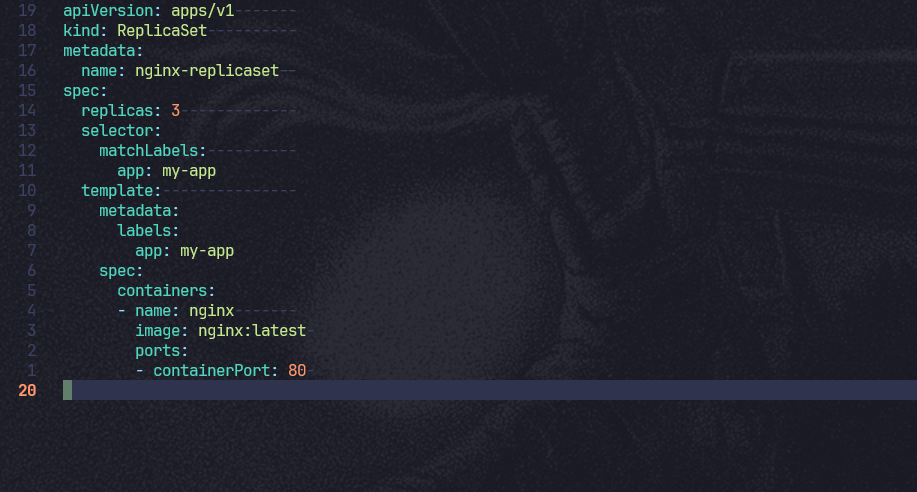 19 apiVersion: apps/v1-------
18 kind: ReplicaSet----------
17 metadata:
16   name: nginx-replicaset--
15 spec:
14   replicas: 3-------------
13   selector:
12     matchLabels:----------
11       app: my-app
10   template:---------------
9     metadata:
8       labels:
7         app: my-app
6     spec:
5       containers:
4       - name: nginx-------
3         image: nginx:latest-
2         ports:
1         - containerPort: 80-
20